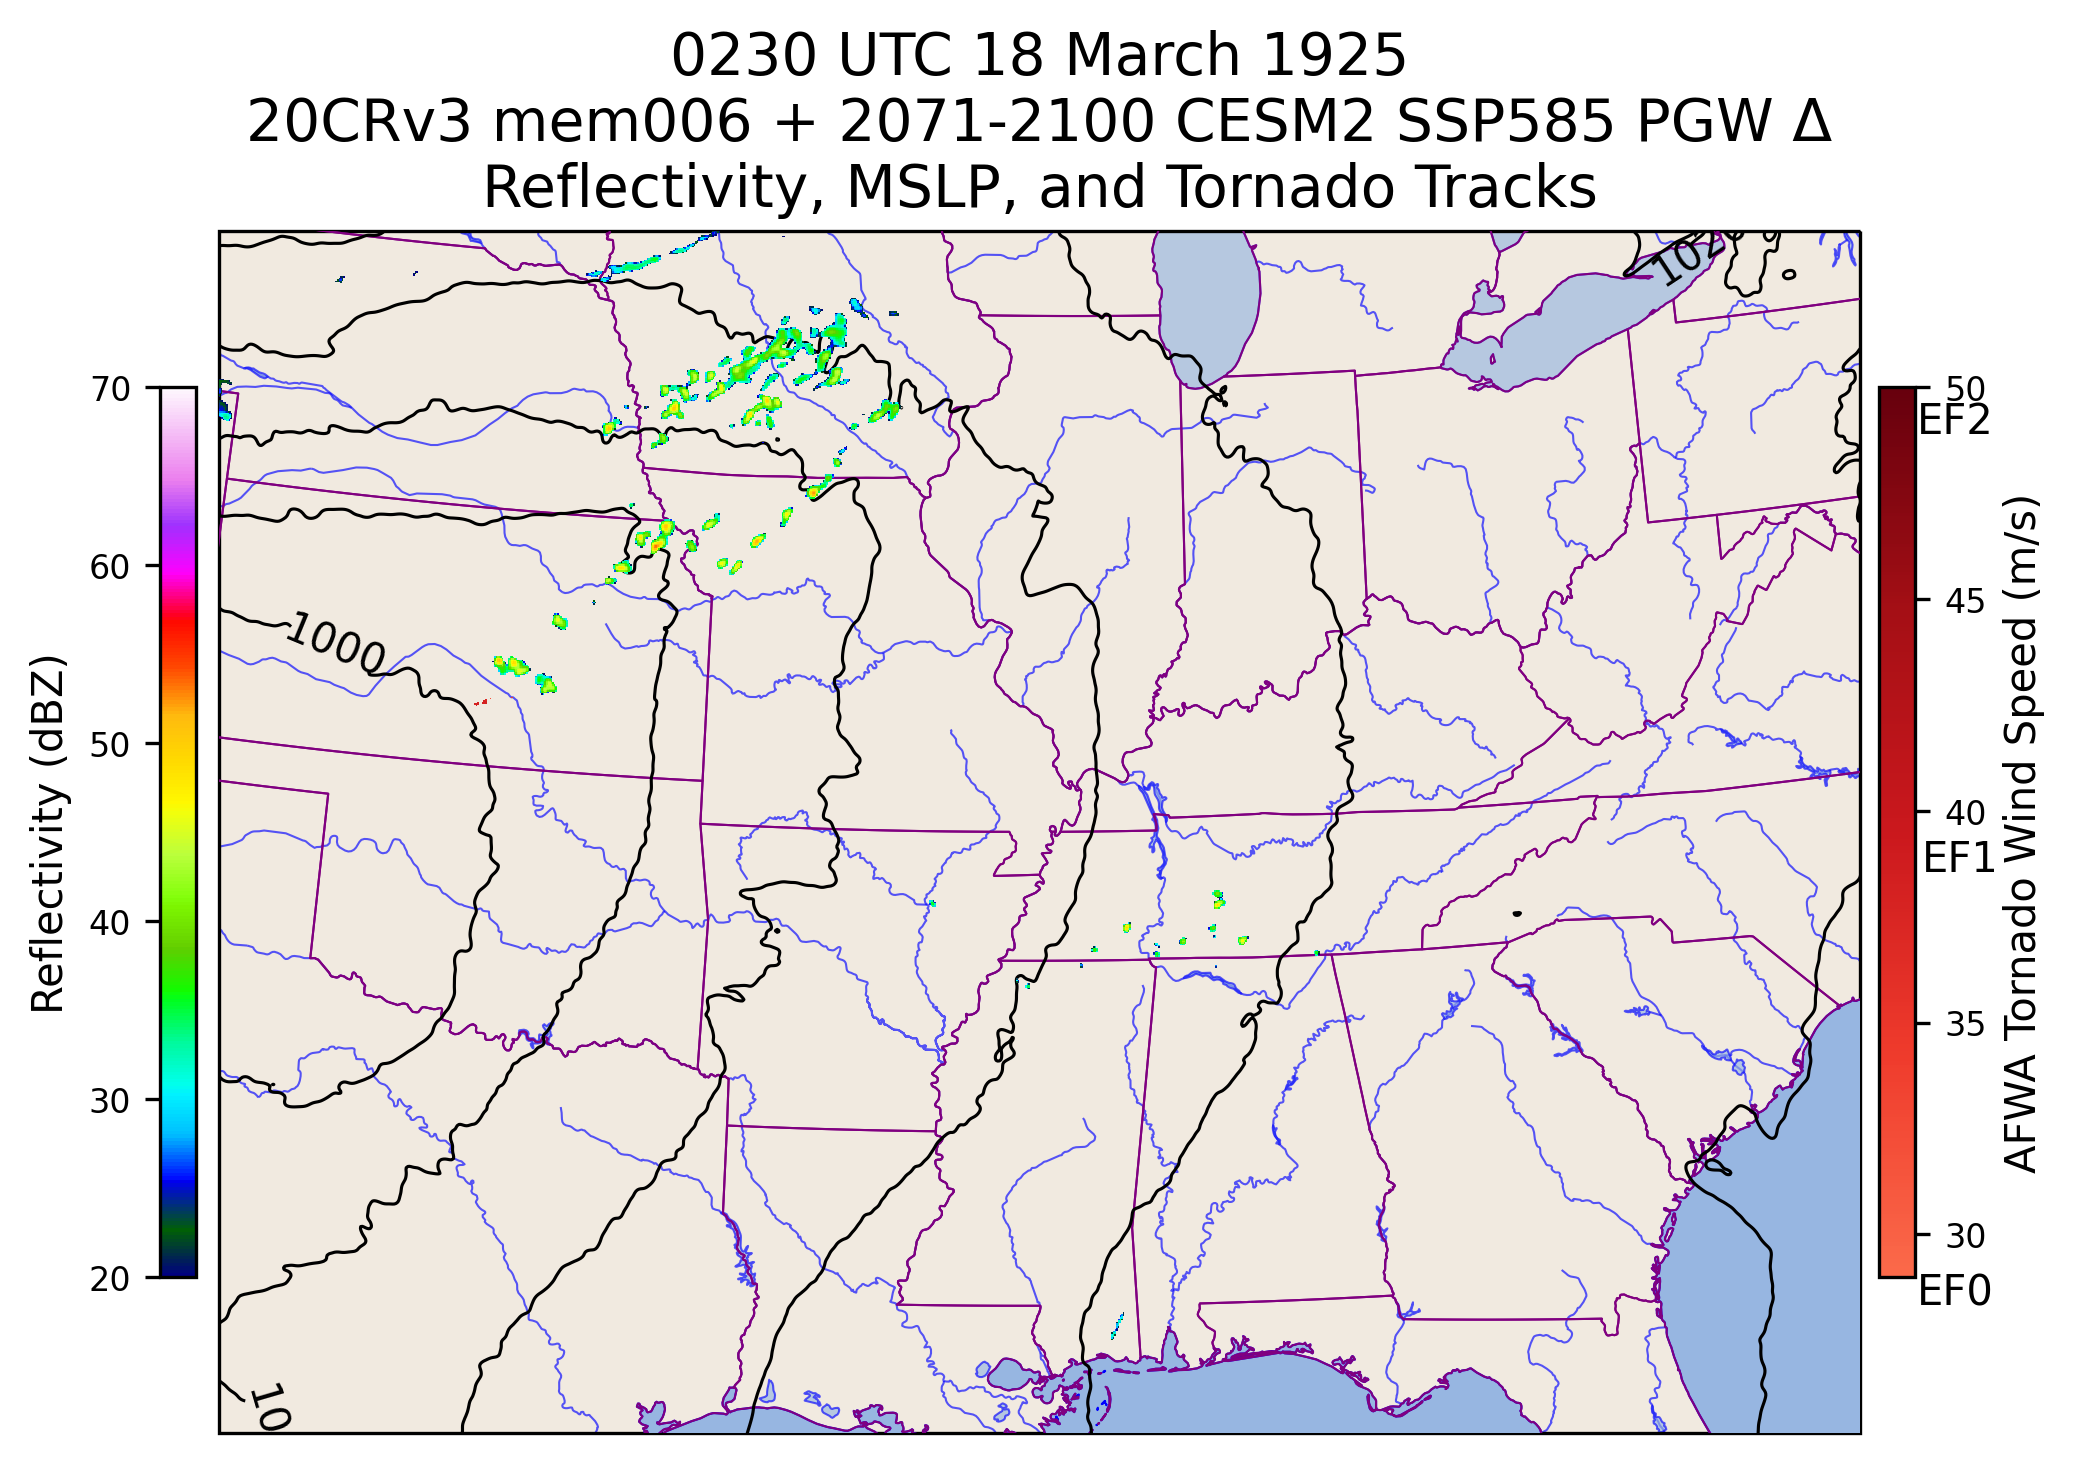 0230 UTC 18 March 1925
20CRv3 mem006 + 2071-2100 CESM2 SSP585 PGW Δ
Reflectivity, MSLP, and Tornado Tracks
102
1000
10
70
60
50
40
30
20
Reflectivity (dBZ)
50
EF2
45
40
EF1
35
30
EF0
AFWA Tornado Wind Speed (m/s)